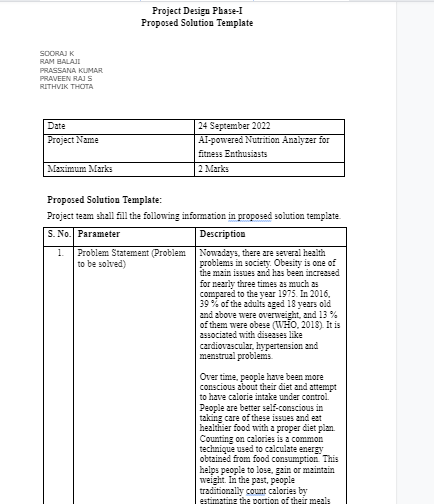 Project Design Phase-I
Proposed Solution Template
SOORAJ K
RAM BALAJI
PRASSANA KUMAR
PRAVEEN RAJ S
RITHVIK THOTA
Date 24 September 2022
Project Name AI-powered Nutrition Analyzer for
fitness Enthusiasts
Maximum Marks 2 Marks
Proposed Solution Template:
Project team shall fill the following information in proposed solution template.
S. No. Parameter Description
1. Problem Statement (Problem Nowadays, there are several health
to be solved) problems in society. Obesity is one of
the main issues and has been increased
for nearly three times as much as
compared to the year 1975. In 2016,
39 % of the adults aged 18 years old
and above were overweight, and 13 %
of them were obese (WHO, 2018). It is
associated with diseases like
cardiovascular, hypertension and
menstrual problems.
Over time, people have been more
conscious about their diet and attempt
to have calorie intake under control.
People are better self-conscious in
taking care of these issues and eat
healthier food with a proper diet plan.
Counting on calories is a common
technique used to calculate energy
obtained from food consumption. This
helps people to lose, gain or maintain
weight. In the past, people
traditionally count calories by
estimating the portion of their meals